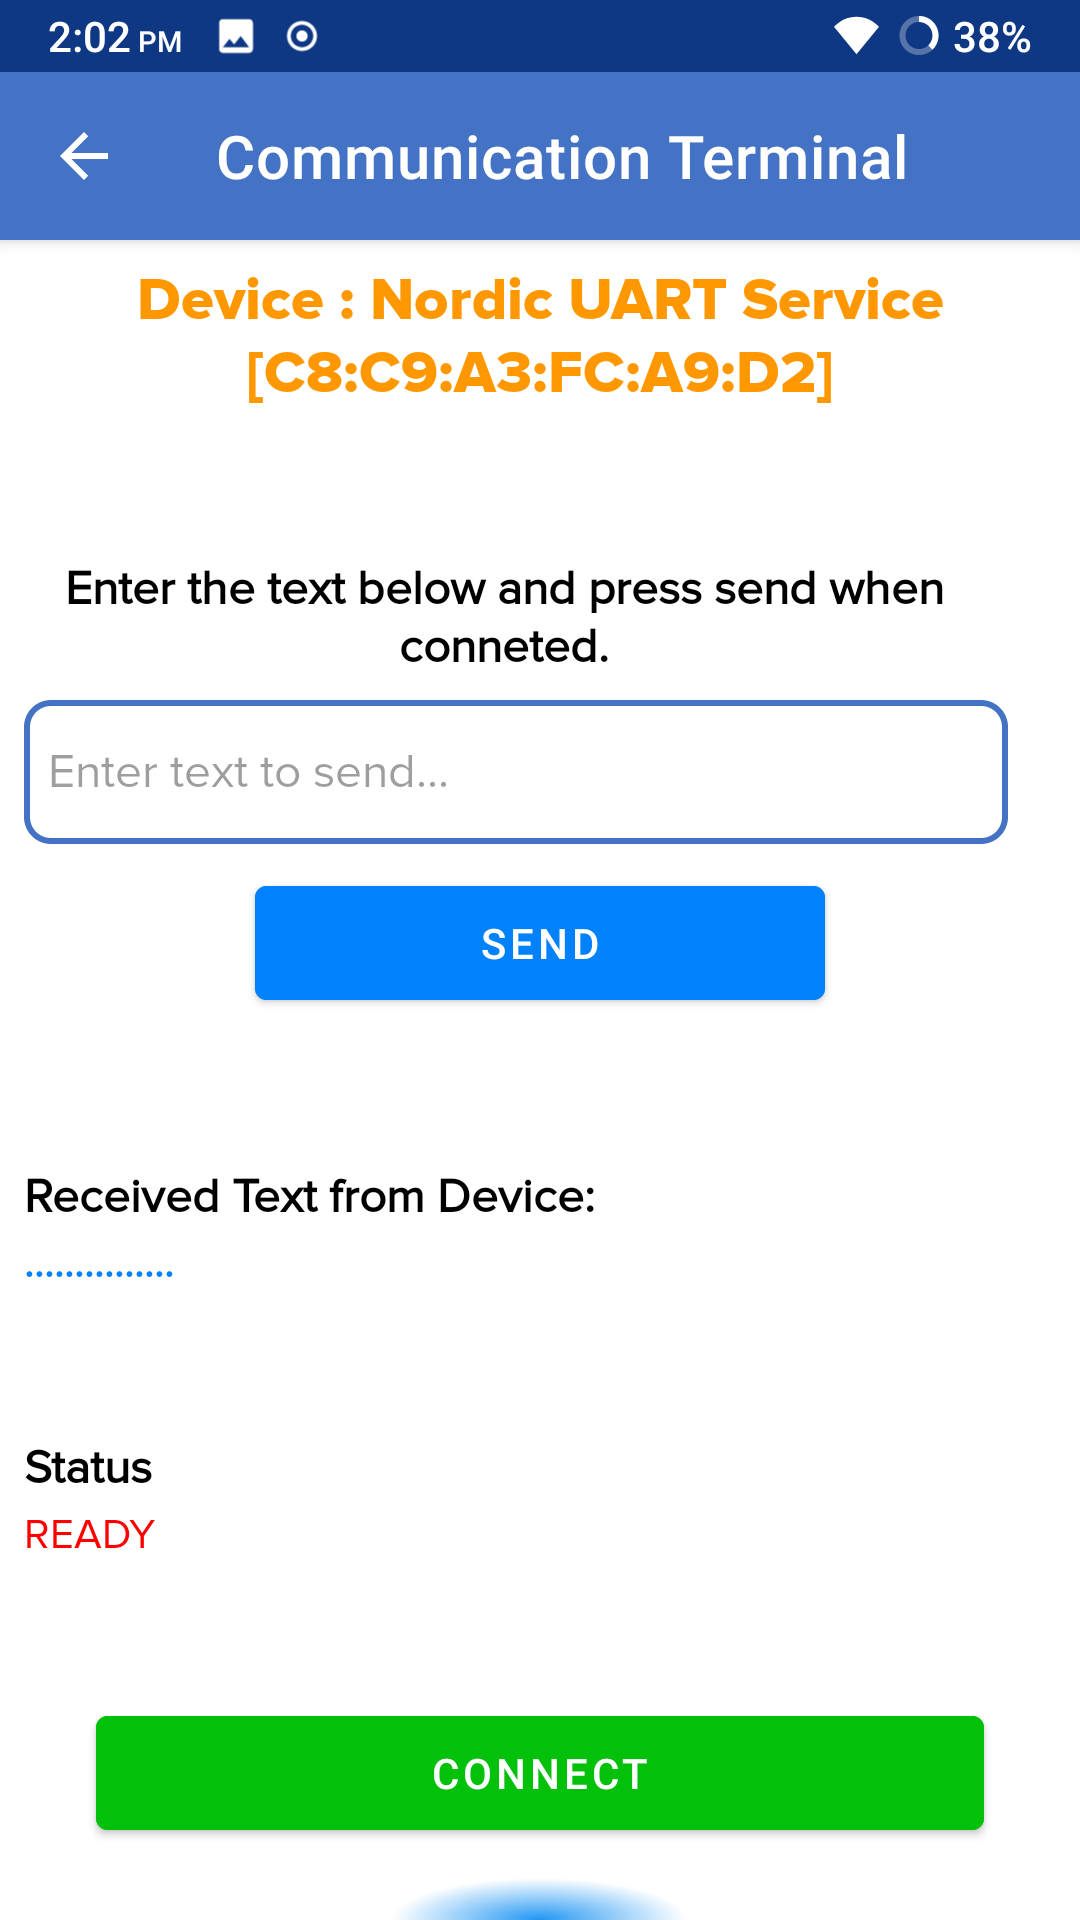 2:02 PM 38%
Communication Terminal
Device : Nordic UART Service
[C8:C9:A3:FC:A9:D2]
Enter the text below and press send when
conneted.
Enter text to send...
SEND
Received Text from Device:
...............
Status
READY
CONNECT